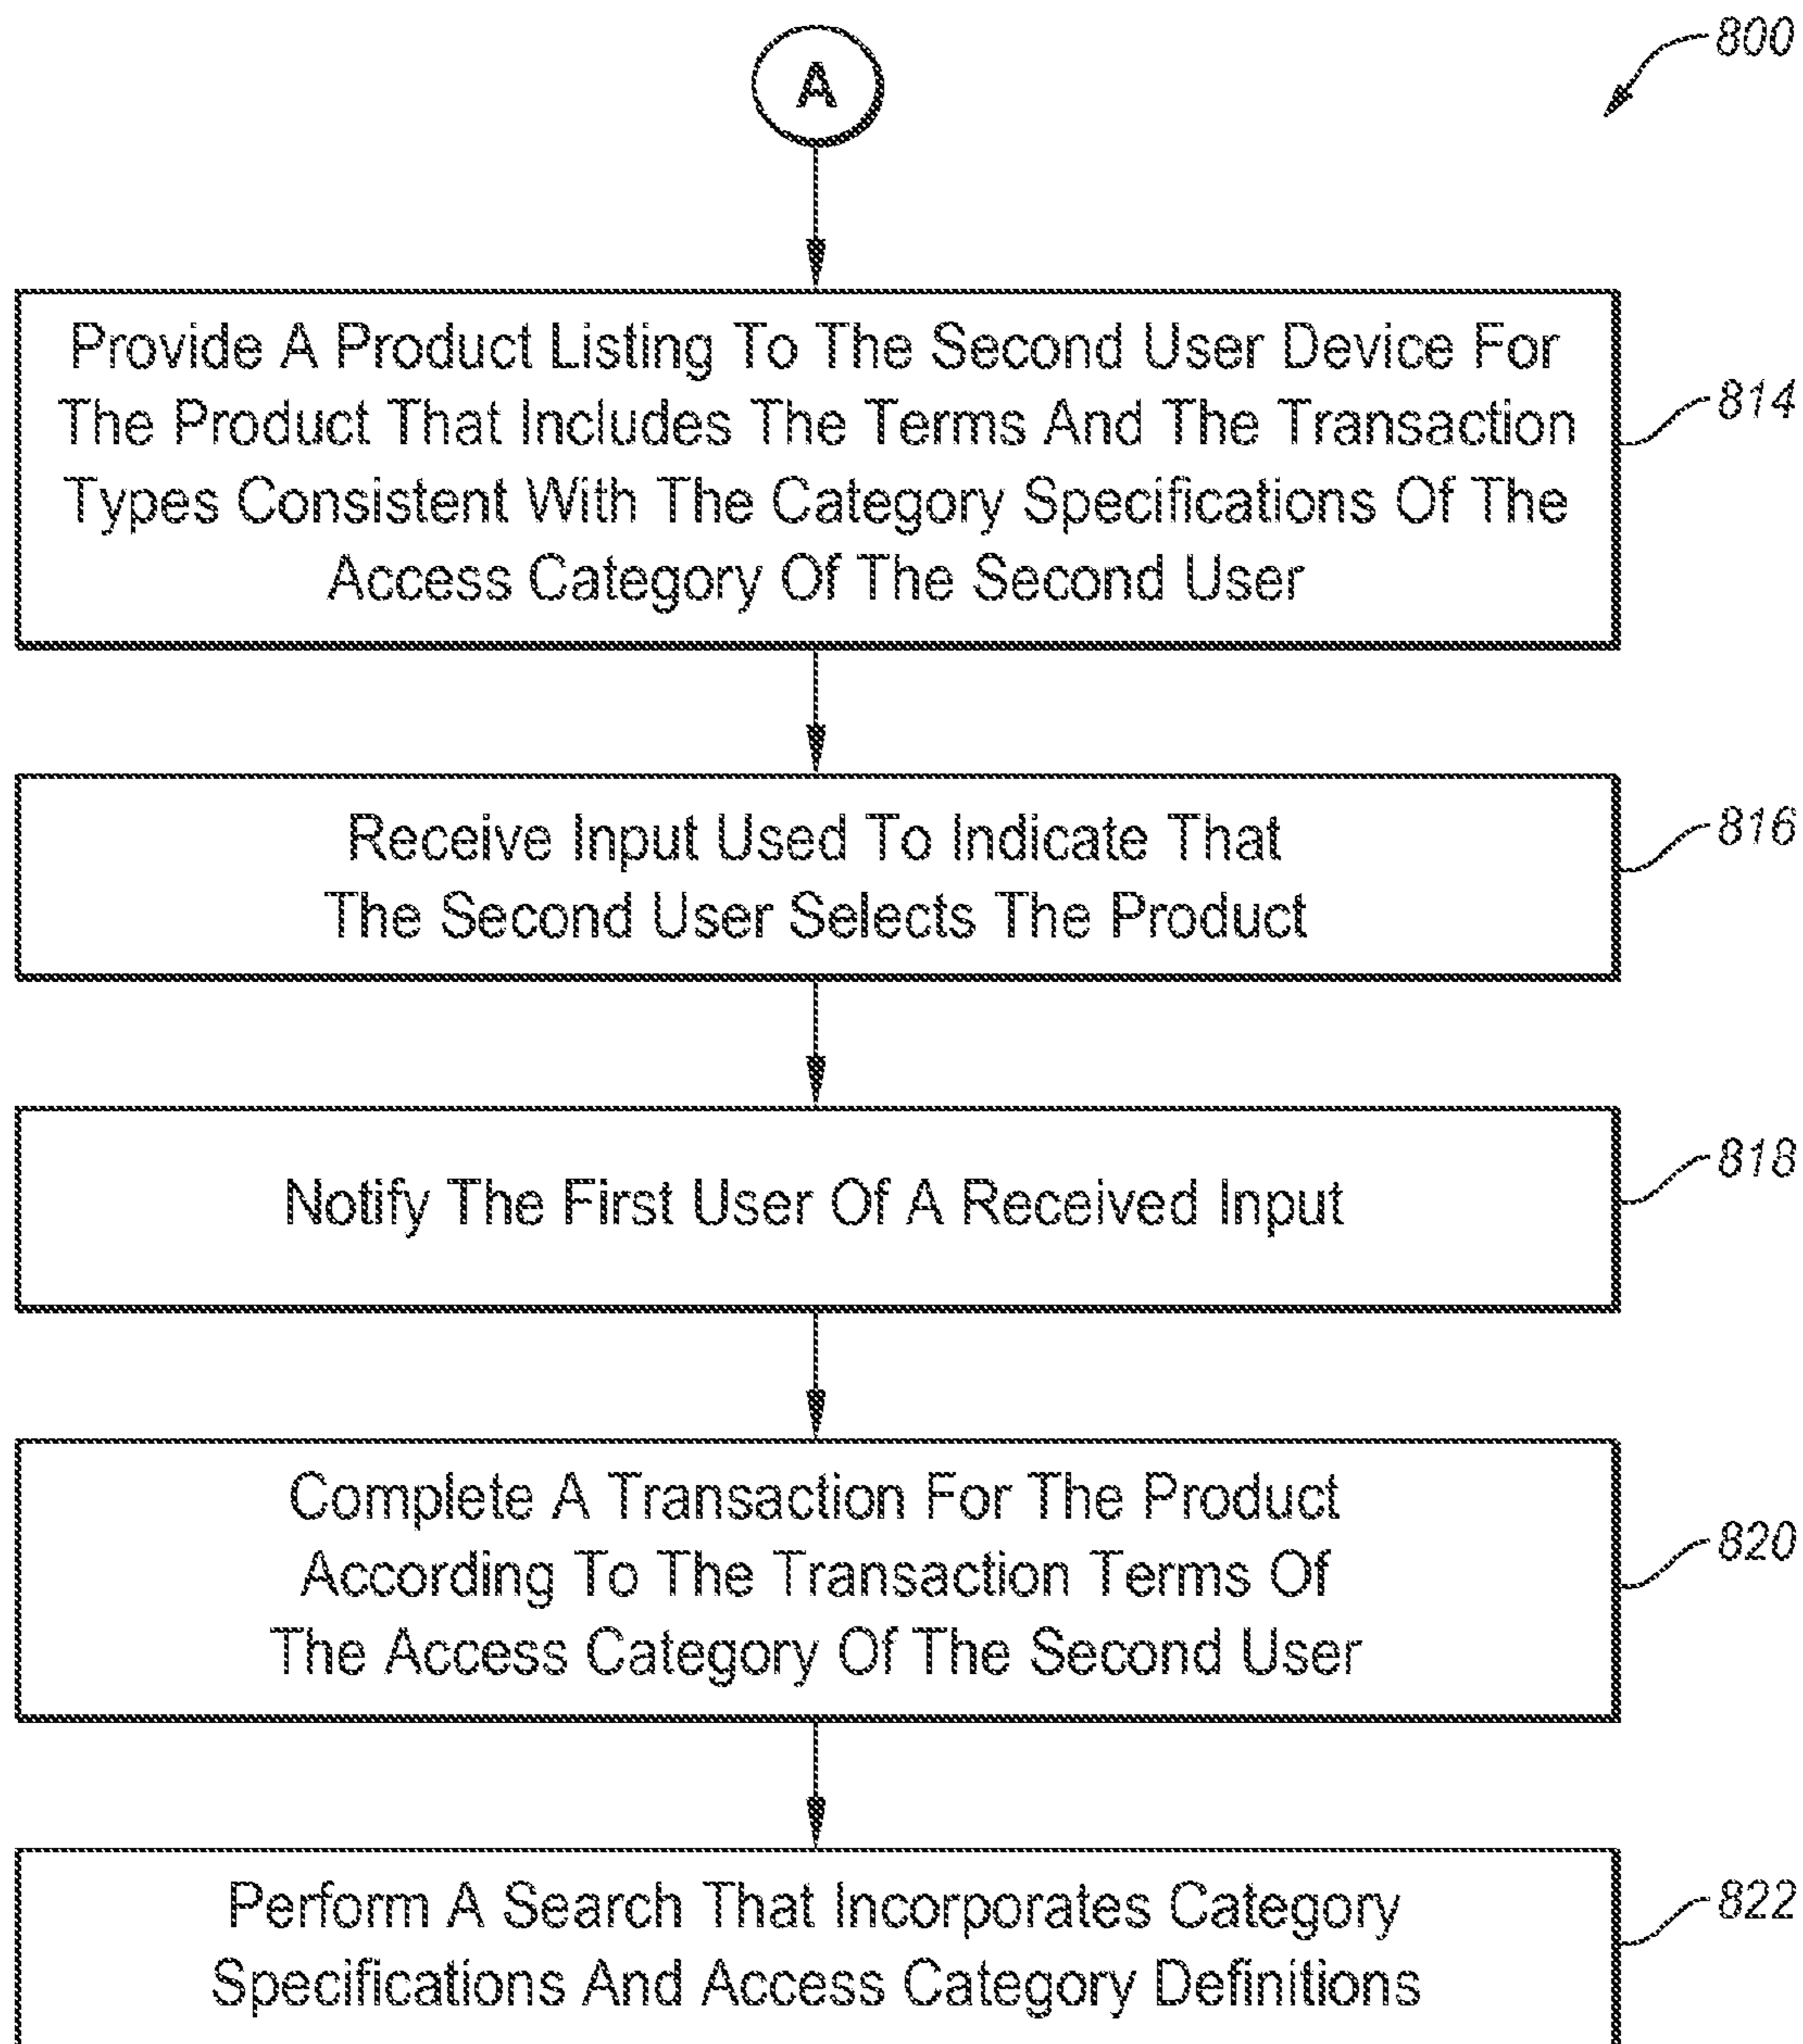 A
800
Provide A Product Listing To The Second User Device For
The Product That Includes The Terms And The Transaction
Types Consistent With The Category Specifications Of The
Access Category Of The Second User
814
Receive Input Used To Indicate That
The Second User Selects The Product
816
Notify The First User Of A Received Input
818
Complete A Transaction For The Product
According To The Transaction Terms Of
The Access Category Of The Second User
820
Perform A Search That Incorporates Category
Specifications And Access Category Definitions
822